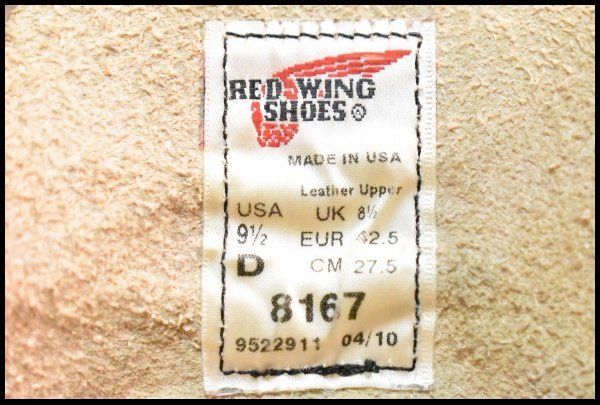 RED WING
SHOES®
MADE IN USA
Leather Upper
USA UK 8½
9½ EUR 42.5
D CM 27.5
8167
9522911 04/10